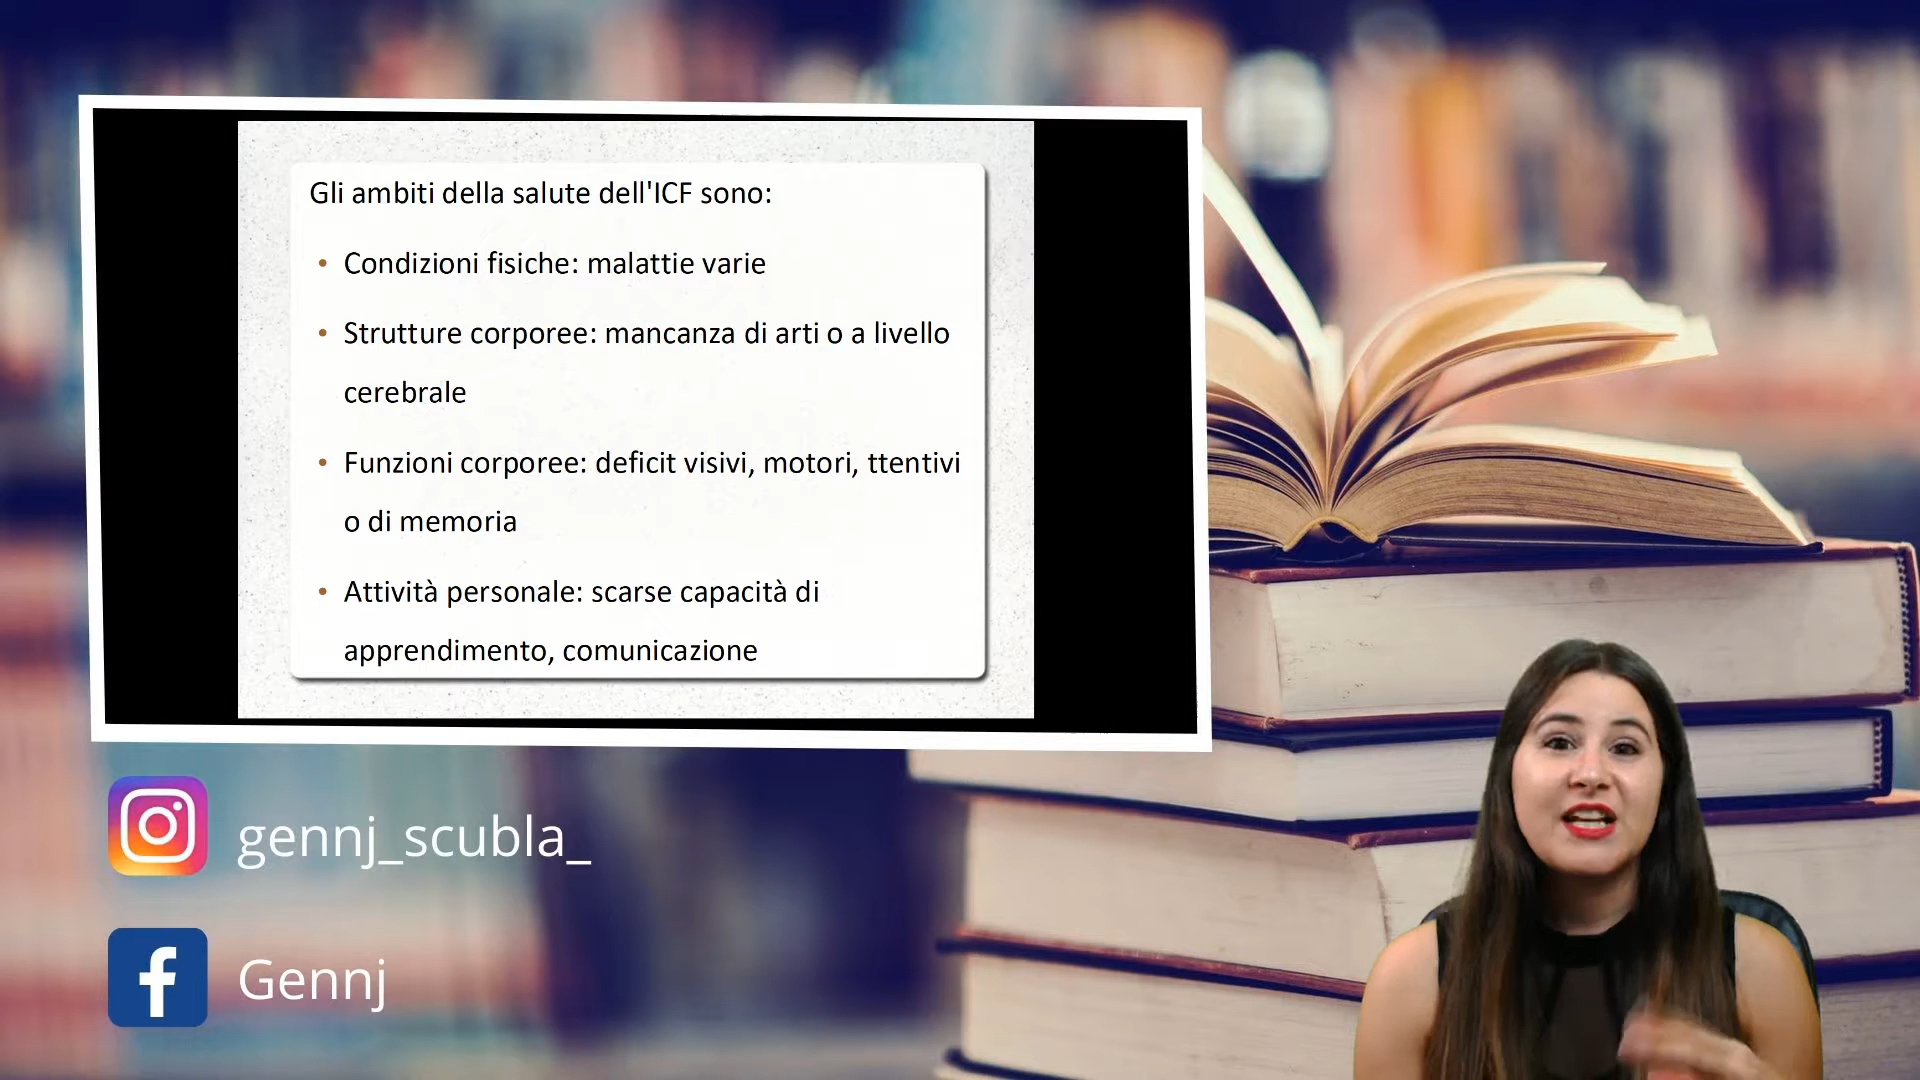 Gli ambiti della salute dell'ICF sono:
• Condizioni fisiche: malattie varie
• Strutture corporee: mancanza di arti o a livello
cerebrale
• Funzioni corporee: deficit visivi, motori, ttentivi
o di memoria
• Attività personale: scarse capacità di
apprendimento, comunicazione
gennj_scubla_
Gennj